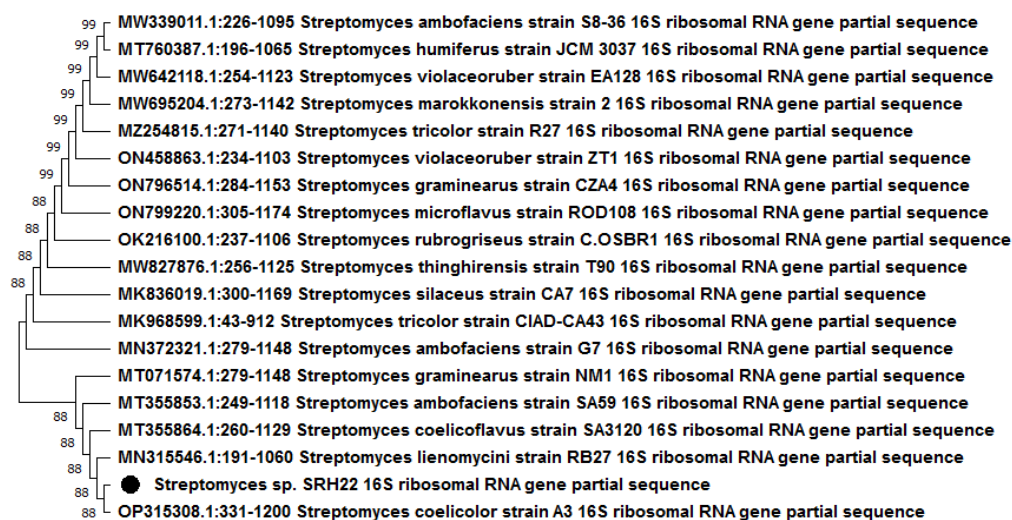 99 MW339011.1:226-1095 Streptomyces ambofaciens strain S8-36 16S ribosomal RNA gene partial sequence
99 MT760387.1:196-1065 Streptomyces humiferus strain JCM 3037 16S ribosomal RNA gene partial sequence
99 MW642118.1:254-1123 Streptomyces violaceoruber strain EA128 16S ribosomal RNA gene partial sequence
99 MW695204.1:273-1142 Streptomyces marokkonensis strain 2 16S ribosomal RNA gene partial sequence
99 MZ254815.1:271-1140 Streptomyces tricolor strain R27 16S ribosomal RNA gene partial sequence
99 ON458863.1:234-1103 Streptomyces violaceoruber strain ZT1 16S ribosomal RNA gene partial sequence
99 ON796514.1:284-1153 Streptomyces graminearus strain CZA4 16S ribosomal RNA gene partial sequence
88 ON799220.1:305-1174 Streptomyces microflavus strain ROD108 16S ribosomal RNA gene partial sequence
88 OK216100.1:237-1106 Streptomyces rubrogriseus strain C.OSBR1 16S ribosomal RNA gene partial sequence
88 MW827876.1:256-1125 Streptomyces thinghirensis strain T90 16S ribosomal RNA gene partial sequence
88 MK836019.1:300-1169 Streptomyces silaceus strain CA7 16S ribosomal RNA gene partial sequence
MK968599.1:43-912 Streptomyces tricolor strain CIAD-CA43 16S ribosomal RNA gene partial sequence
MN372321.1:279-1148 Streptomyces ambofaciens strain G7 16S ribosomal RNA gene partial sequence
MT071574.1:279-1148 Streptomyces graminearus strain NM1 16S ribosomal RNA gene partial sequence
MT355853.1:249-1118 Streptomyces ambofaciens strain SA59 16S ribosomal RNA gene partial sequence
88 MT355864.1:260-1129 Streptomyces coelicoflavus strain SA3120 16S ribosomal RNA gene partial sequence
88 MN315546.1:191-1060 Streptomyces lienomycini strain RB27 16S ribosomal RNA gene partial sequence
88 Streptomyces sp. SRH22 16S ribosomal RNA gene partial sequence
88 OP315308.1:331-1200 Streptomyces coelicolor strain A3 16S ribosomal RNA gene partial sequence